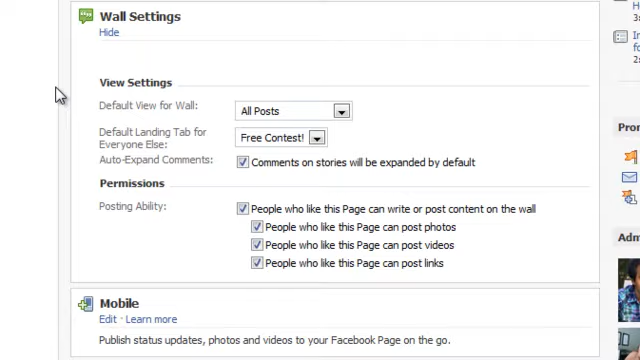 Wall Settings
Hide
View Settings
Default View for Wall: All Posts
Default Landing Tab for Everyone Else: Free Contest!
Auto-Expand Comments: Comments on stories will be expanded by default
Permissions
Posting Ability: People who like this Page can write or post content on the wall
People who like this Page can post photos
People who like this Page can post videos
People who like this Page can post links
Mobile
Edit · Learn more
Publish status updates, photos and videos to your Facebook Page on the go.